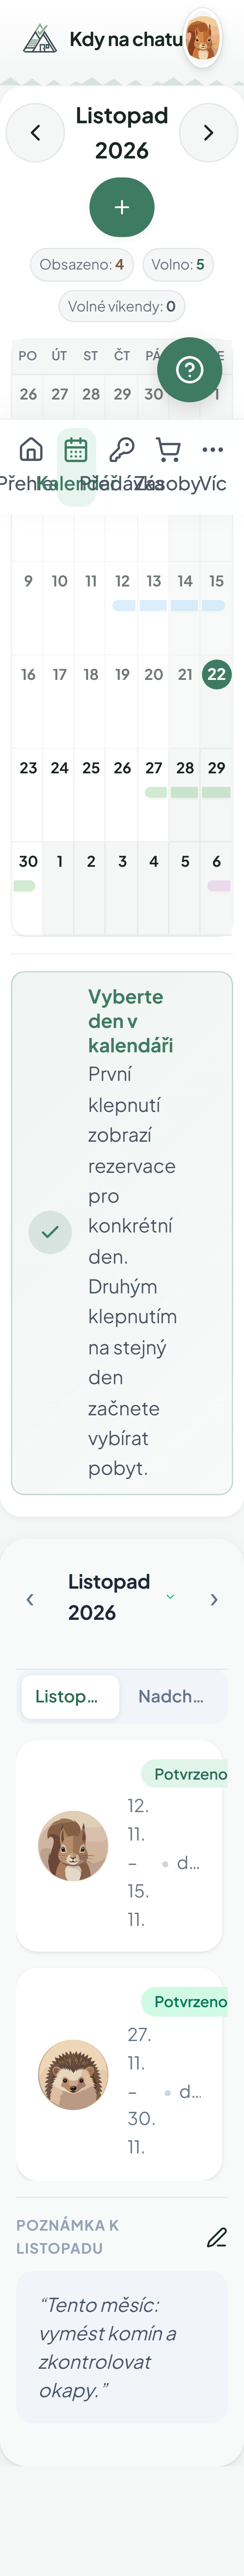 Kdy na chatu
Listopad
2026
+
Obsazeno: 4
Volno: 5
Volné víkendy: 0
PO ÚT ST ČT PÁ E
26 27 28 29 30 1
Kalendář
Zásoby
Víc
9 10 11 12 13 14 15
16 17 18 19 20 21 22
23 24 25 26 27 28 29
30 1 2 3 4 5 6
Vyberte
den v
kalendáři
První
klepnutí
zobrazí
rezervace
pro
konkrétní
den.
Druhým
klepnutím
na stejný
den
začnete
vybírat
pobyt.
Listopad
2026
Listop... Nadch...
Potvrzeno
12.
11.
–
15.
11.
d...
Potvrzeno
27.
11.
–
30.
11.
d...
POZNÁMKA K
LISTOPADU
“Tento měsíc:
vymést komín a
zkontrolovat
okapy.”